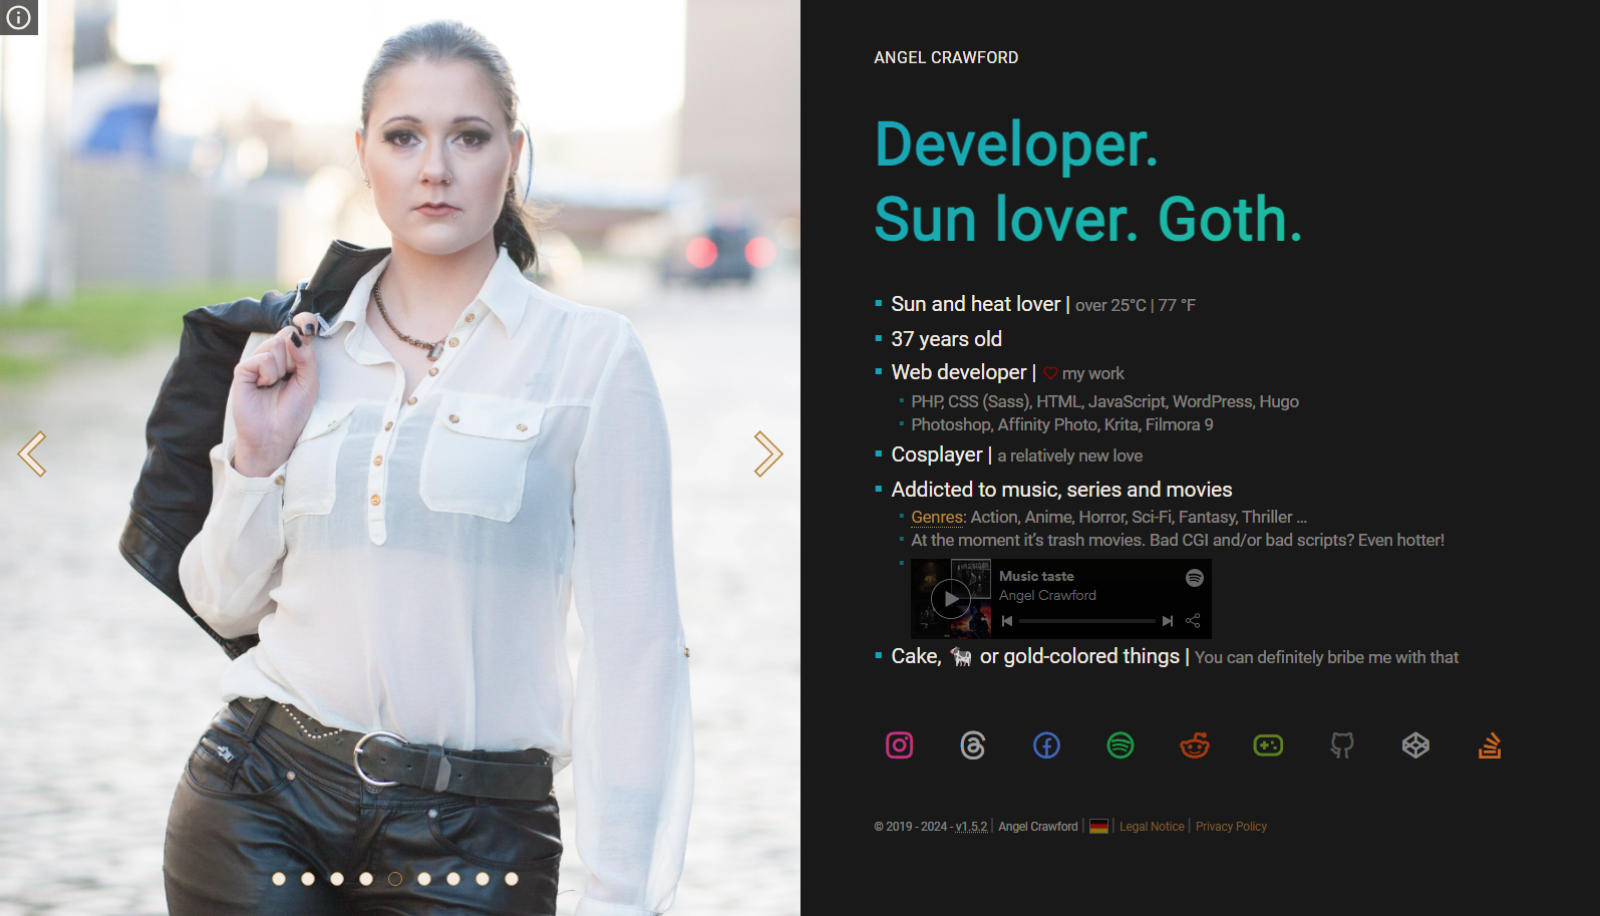 ANGEL CRAWFORD
Developer.
Sun lover. Goth.
Sun and heat lover | over 25°C | 77 °F
37 years old
Web developer | my work
PHP, CSS (Sass), HTML, JavaScript, WordPress, Hugo
Photoshop, Affinity Photo, Krita, Filmora 9
Cosplayer | a relatively new love
Addicted to music, series and movies
Genres: Action, Anime, Horror, Sci-Fi, Fantasy, Thriller ...
At the moment it's trash movies. Bad CGI and/or bad scripts? Even hotter!
Music taste
Angel Crawford
Cake, 🐄 or gold-colored things | You can definitely bribe me with that
© 2019 - 2024 - v1.5.2 | Angel Crawford | Legal Notice | Privacy Policy